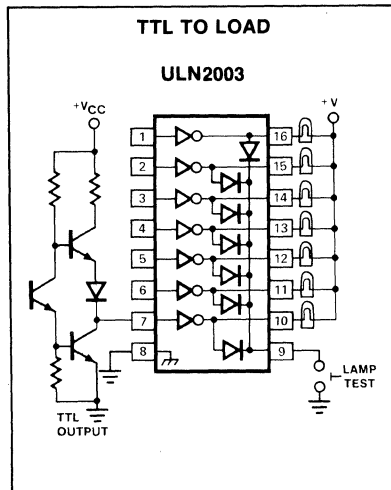 TTL TO LOAD
ULN2003
+VCC
+V
1
16
2
15
3
14
4
13
5
12
6
11
7
10
8
9
TTL
OUTPUT
LAMP
TEST